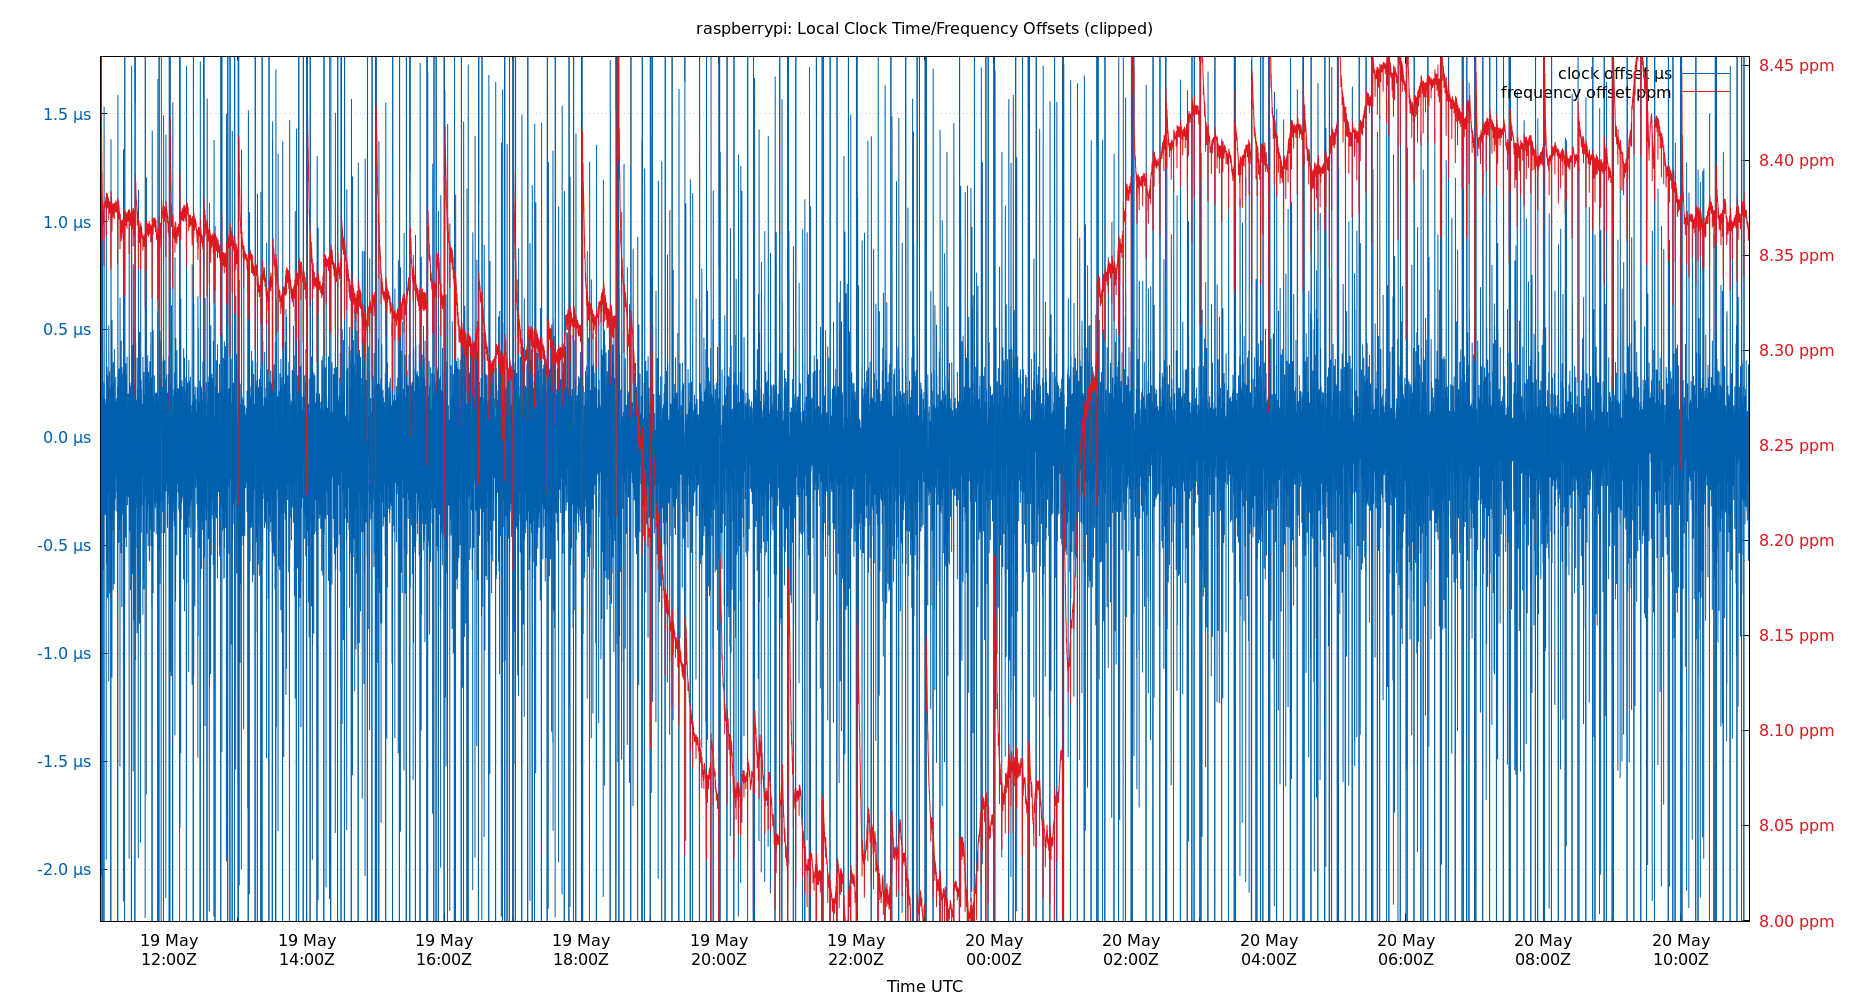 raspberrypi: Local Clock Time/Frequency Offsets (clipped)
clock offset µs
frequency offset ppm
1.5 µs
1.0 µs
0.5 µs
0.0 µs
-0.5 µs
-1.0 µs
-1.5 µs
-2.0 µs
8.45 ppm
8.40 ppm
8.35 ppm
8.30 ppm
8.25 ppm
8.20 ppm
8.15 ppm
8.10 ppm
8.05 ppm
8.00 ppm
19 May 19 May 19 May 19 May 19 May 19 May 20 May 20 May 20 May 20 May 20 May 20 May
12:00Z 14:00Z 16:00Z 18:00Z 20:00Z 22:00Z 00:00Z 02:00Z 04:00Z 06:00Z 08:00Z 10:00Z
Time UTC